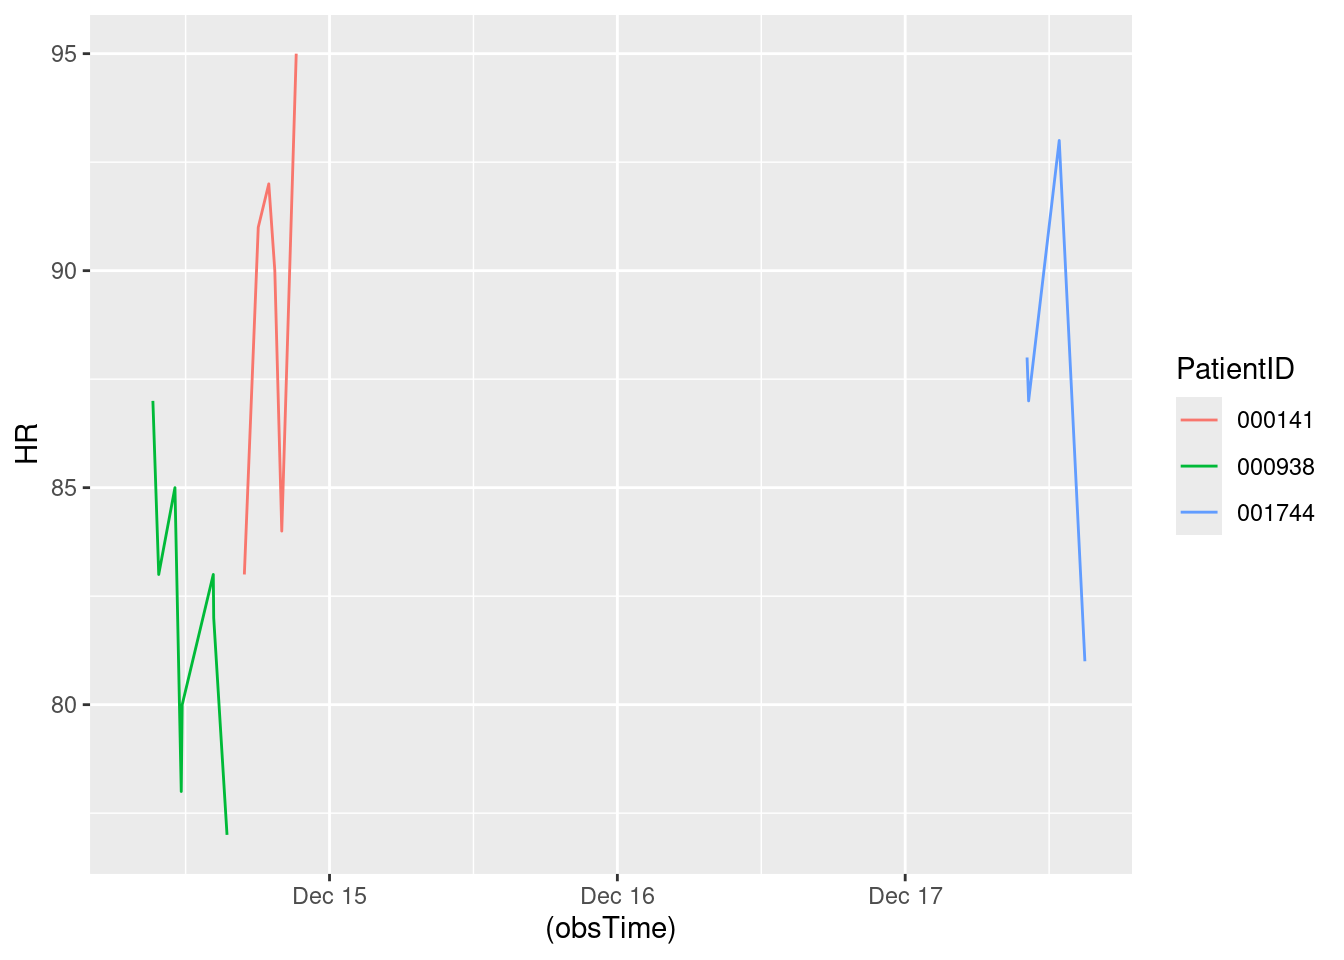 95
90
85
80
HR
Dec 15
Dec 16
Dec 17
(obsTime)
PatientID
000141
000938
001744